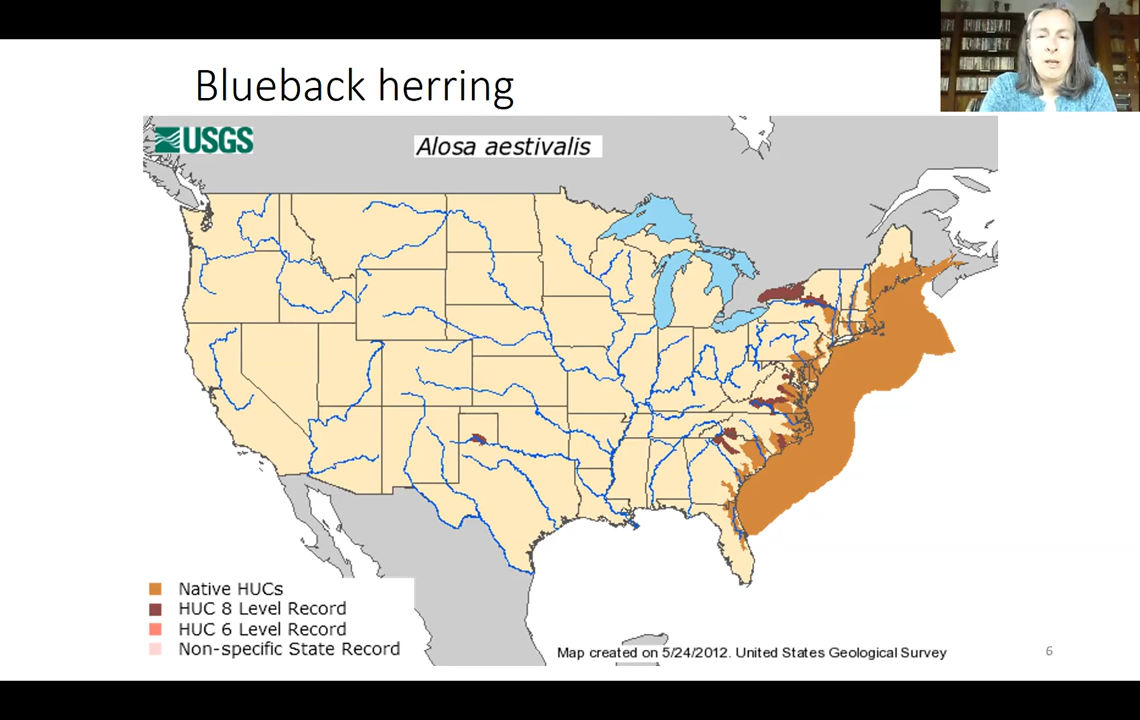 Blueback herring
USGS
Alosa aestivalis
Native HUCs
HUC 8 Level Record
HUC 6 Level Record
Non-specific State Record
Map created on 5/24/2012. United States Geological Survey
6